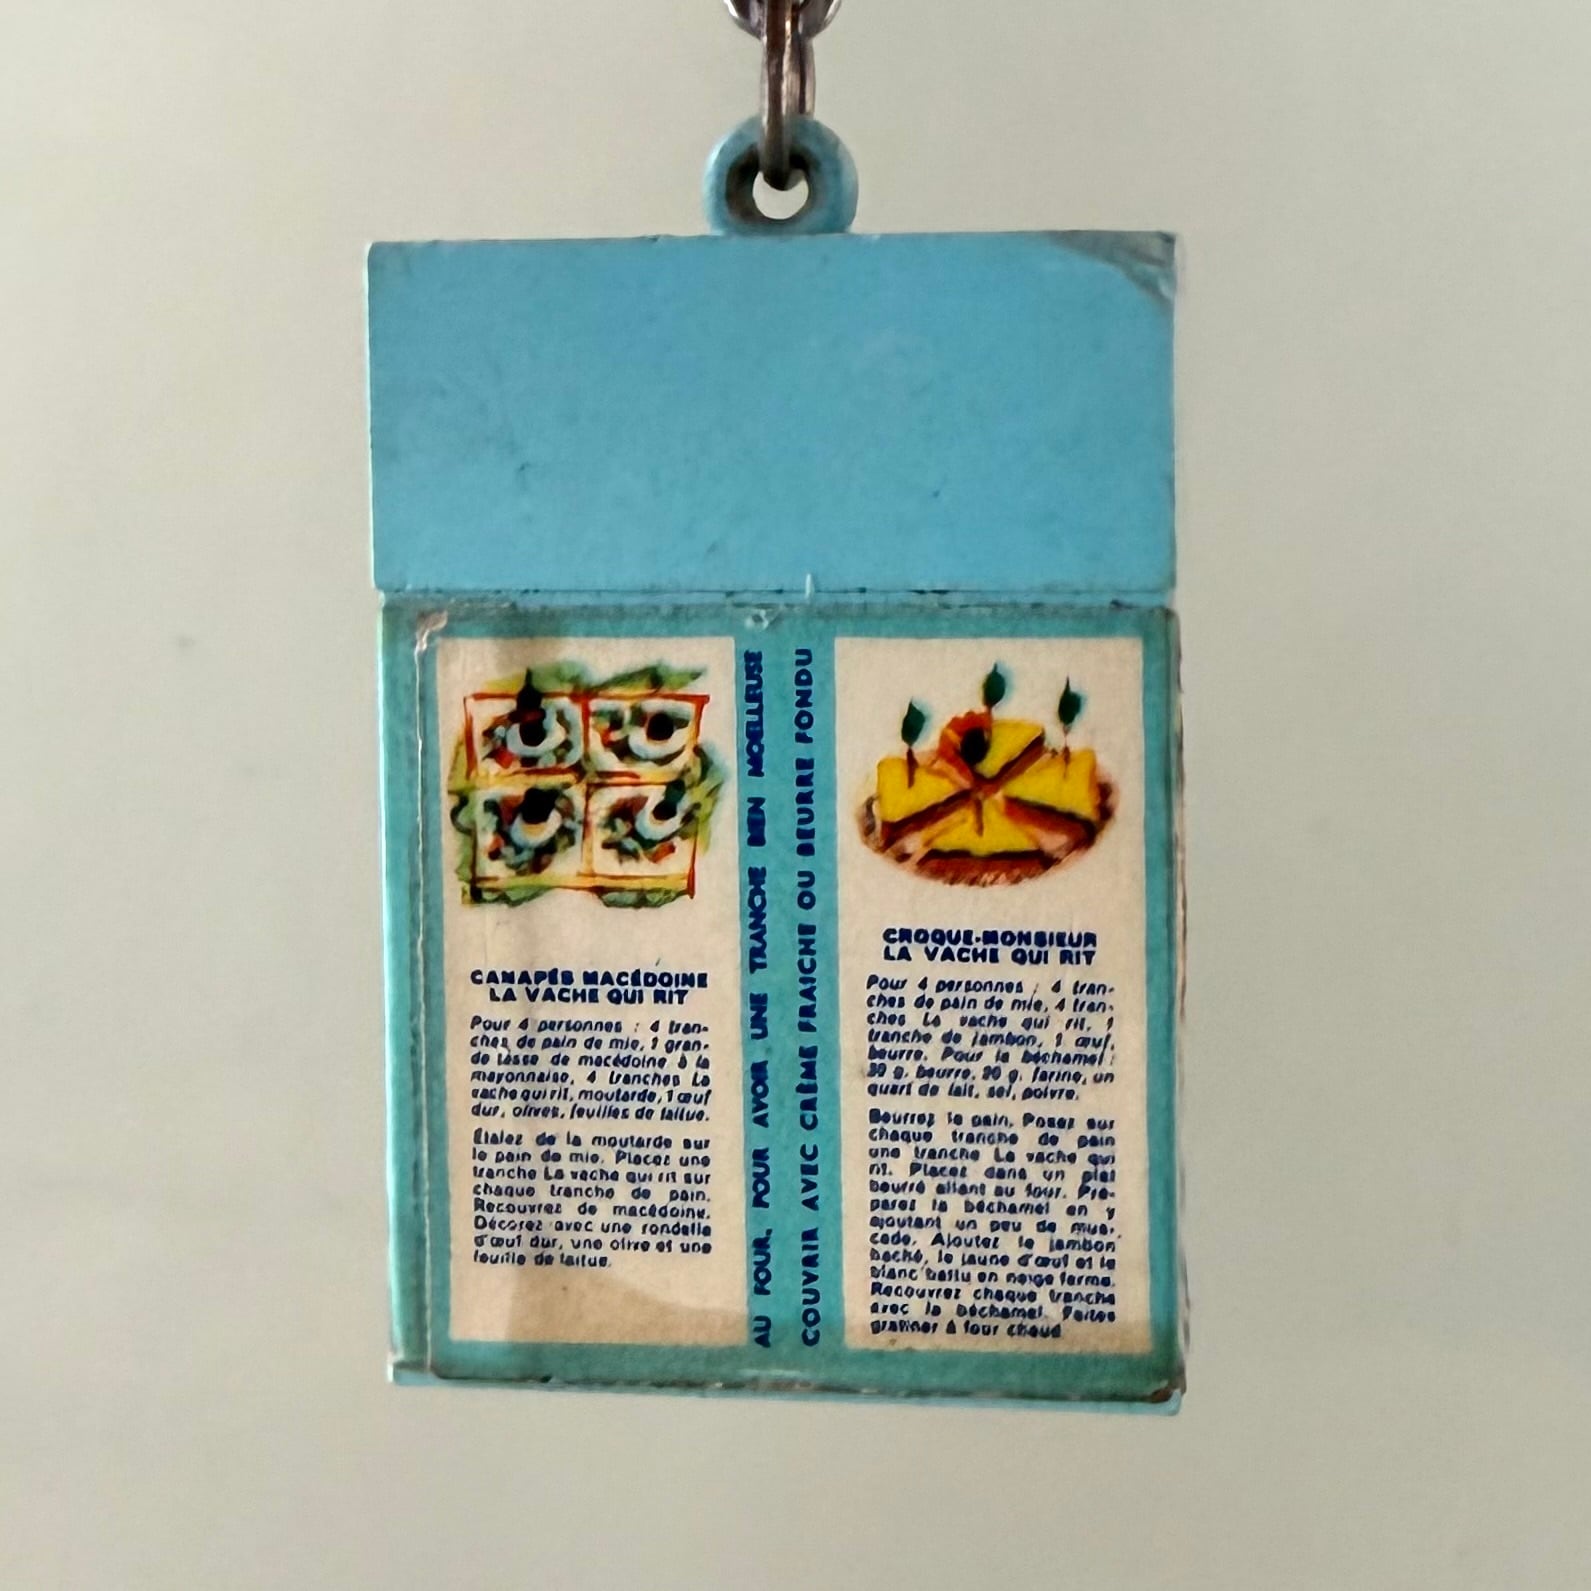 CANAPÉS MACÉDOINE
LA VACHE QUI RIT
Pour 4 personnes : 4 tran-
ches de pain de mie, 1 gran-
de tasse de macédoine à la
mayonnaise, 4 tranches La
vache qui rit, moutarde, 1 œuf
dur, olives, feuilles de laitue.
Étalez de la moutarde sur
le pain de mie. Placez une
tranche La vache qui rit sur
chaque tranche de pain.
Recouvrez de macédoine.
Décorez avec une rondelle
d'œuf dur, une olive et une
feuille de laitue.
AU FOUR, POUR AVOIR UNE TRANCHE BIEN MOELLEUSE
COUVRIR AVEC CRÈME FRAICHE OU BEURRE FONDU
CROQUE-MONSIEUR
LA VACHE QUI RIT
Pour 4 personnes : 4 tran-
ches de pain de mie, 4 tran-
ches La vache qui rit, 1
tranche de jambon, 1 œuf,
beurre. Pour la béchamel :
g. beurre, 20 g. farine, un
quart de lait, sel, poivre.
Beurrez le pain. Posez sur
chaque tranche de pain
une tranche La vache qui
rit. Placez dans un plat
beurré allant au four. Pré-
parez la béchamel en y
ajoutant un peu de mus-
cade. Ajoutez le jambon
haché, le jaune d'œuf et le
blanc battu en neige ferme.
Recouvrez chaque tranche
avec la béchamel. Faites
gratiner à four chaud.